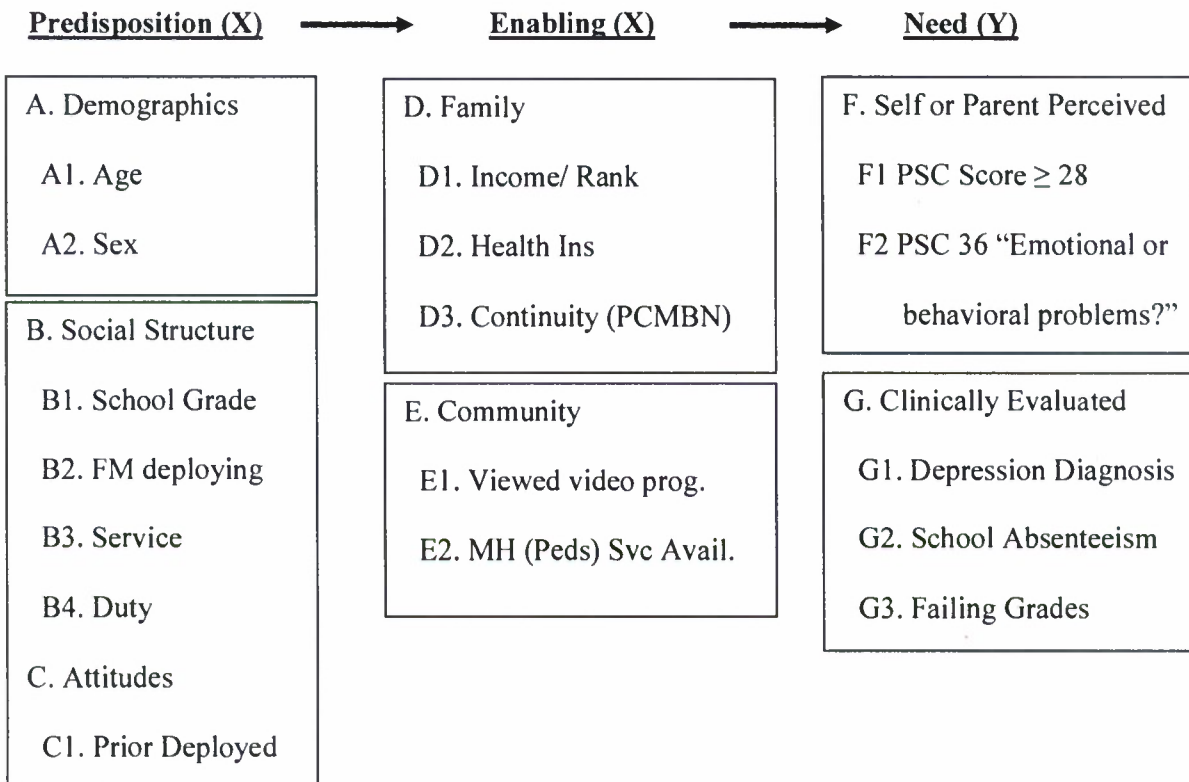 Predisposition (X)
Enabling (X)
Need (Y)
A. Demographics
A1. Age
A2. Sex
B. Social Structure
B1. School Grade
B2. FM deploying
B3. Service
B4. Duty
C. Attitudes
C1. Prior Deployed
D. Family
D1. Income/ Rank
D2. Health Ins
D3. Continuity (PCMBN)
E. Community
E1. Viewed video prog.
E2. MH (Peds) Svc Avail.
F. Self or Parent Perceived
F1 PSC Score ≥ 28
F2 PSC 36 “Emotional or
behavioral problems?”
G. Clinically Evaluated
G1. Depression Diagnosis
G2. School Absenteeism
G3. Failing Grades